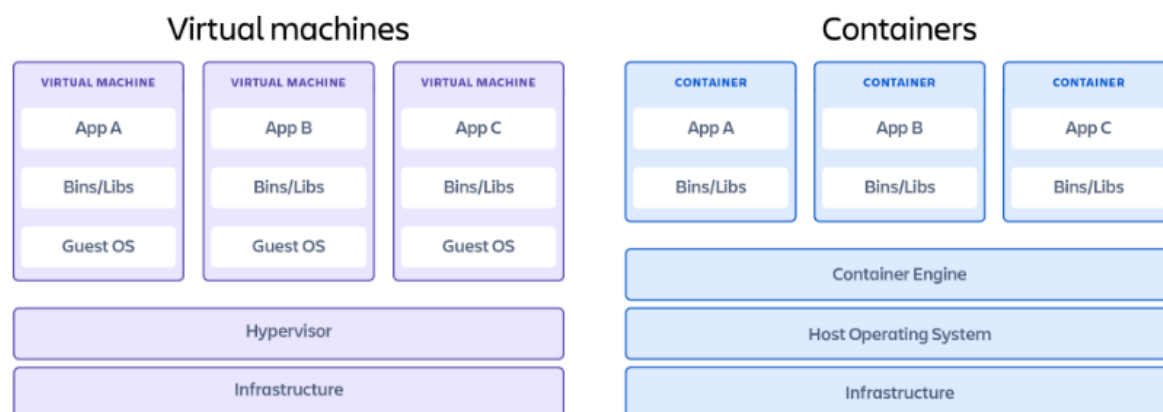 Virtual machines
VIRTUAL MACHINE
App A
Bins/Libs
Guest OS
VIRTUAL MACHINE
App B
Bins/Libs
Guest OS
VIRTUAL MACHINE
App C
Bins/Libs
Guest OS
Hypervisor
Infrastructure
Containers
CONTAINER
App A
Bins/Libs
CONTAINER
App B
Bins/Libs
CONTAINER
App C
Bins/Libs
Container Engine
Host Operating System
Infrastructure